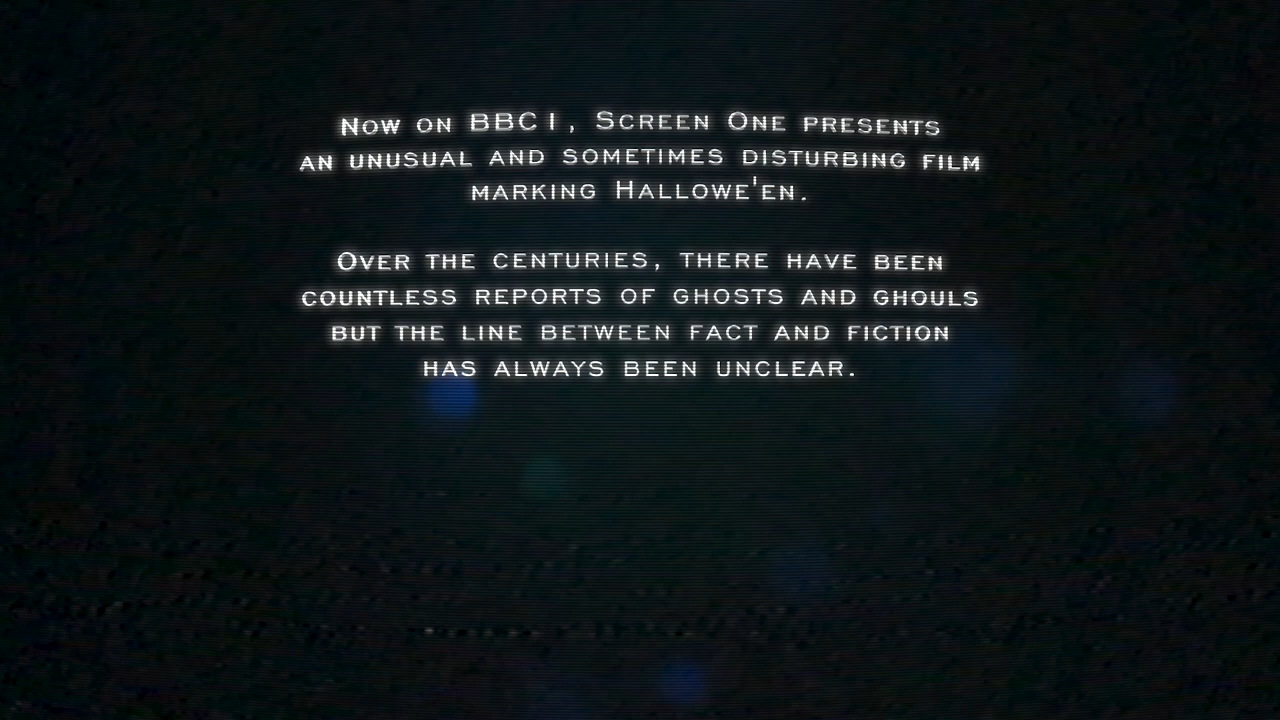 Now on BBC1, Screen One presents
an unusual and sometimes disturbing film
marking Hallowe'en.
Over the centuries, there have been
countless reports of ghosts and ghouls
but the line between fact and fiction
has always been unclear.